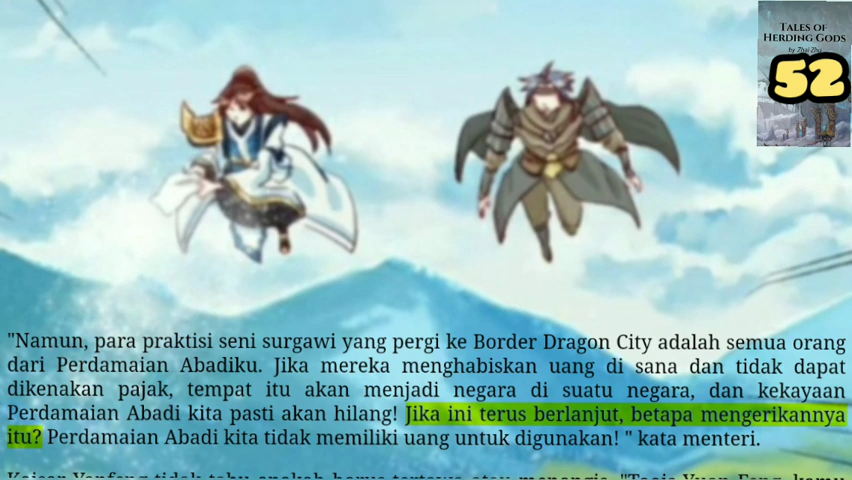 TALES OF
HERDING GODS
by Zhai Zhu
52
"Namun, para praktisi seni surgawi yang pergi ke Border Dragon City adalah semua orang
dari Perdamaian Abadiku. Jika mereka menghabiskan uang di sana dan tidak dapat
dikenakan pajak, tempat itu akan menjadi negara di suatu negara, dan kekayaan
Perdamaian Abadi kita pasti akan hilang! Jika ini terus berlanjut, betapa mengerikannya
itu? Perdamaian Abadi kita tidak memiliki uang untuk digunakan! " kata menteri.